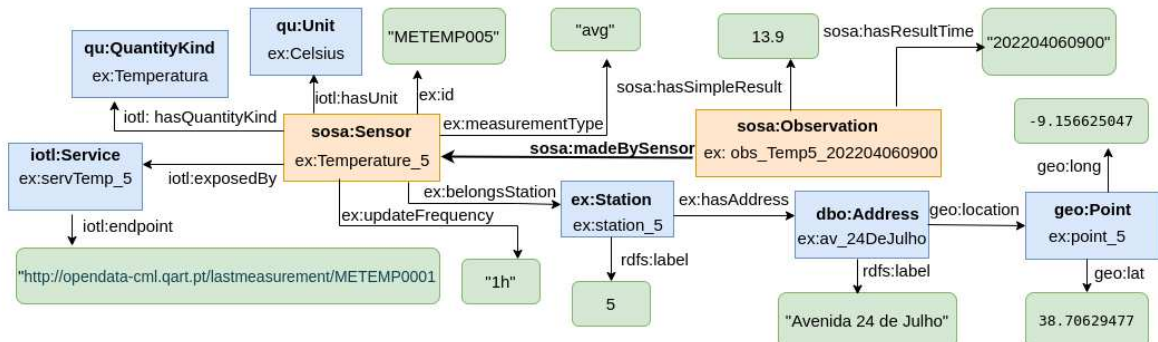 qu:QuantityKind
ex:Temperatura
qu:Unit
ex:Celsius
"METEMP005"
"avg"
13.9
sosa:hasResultTime
"202204060900"
iotl:hasUnit
ex:id
sosa:hasSimpleResult
iotl: hasQuantityKind
sosa:Sensor
ex:Temperature_5
ex:measurementType
sosa:Observation
ex: obs_Temp5_202204060900
sosa:madeBySensor
-9.156625047
geo:long
iotl:Service
ex:servTemp_5
iotl:exposedBy
ex:belongsStation
ex:updateFrequency
ex:Station
ex:station_5
ex:hasAddress
dbo:Address
ex:av_24DeJulho
geo:location
geo:Point
ex:point_5
iotl:endpoint
"http://opendata-cml.qart.pt/lastmeasurement/METEMP0001
"1h"
rdfs:label
5
rdfs:label
"Avenida 24 de Julho"
geo:lat
38.70629477